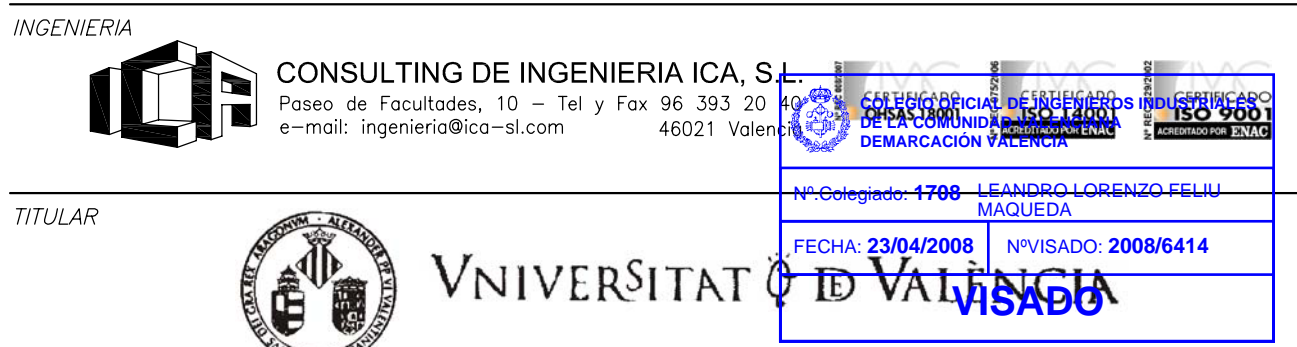 INGENIERIA
ICA
CONSULTING DE INGENIERIA ICA, S.L.
Paseo de Facultades, 10 – Tel y Fax 96 393 20 40
e–mail: ingenieria@ica–sl.com 46021 Valencia
CERTIFICADO
OHSAS 18001
CERTIFICADO
ISO 14001
ACREDITADO POR ENAC
CERTIFICADO
ISO 9001
ACREDITADO POR ENAC
COLEGIO OFICIAL DE INGENIEROS INDUSTRIALES
DE LA COMUNIDAD VALENCIANA
DEMARCACIÓN VALENCIA
Nº.Colegiado: 1708 LEANDRO LORENZO FELIU
MAQUEDA
FECHA: 23/04/2008 NºVISADO: 2008/6414
VISADO
TITULAR
VNIVERSITAT DE VALÈNCIA